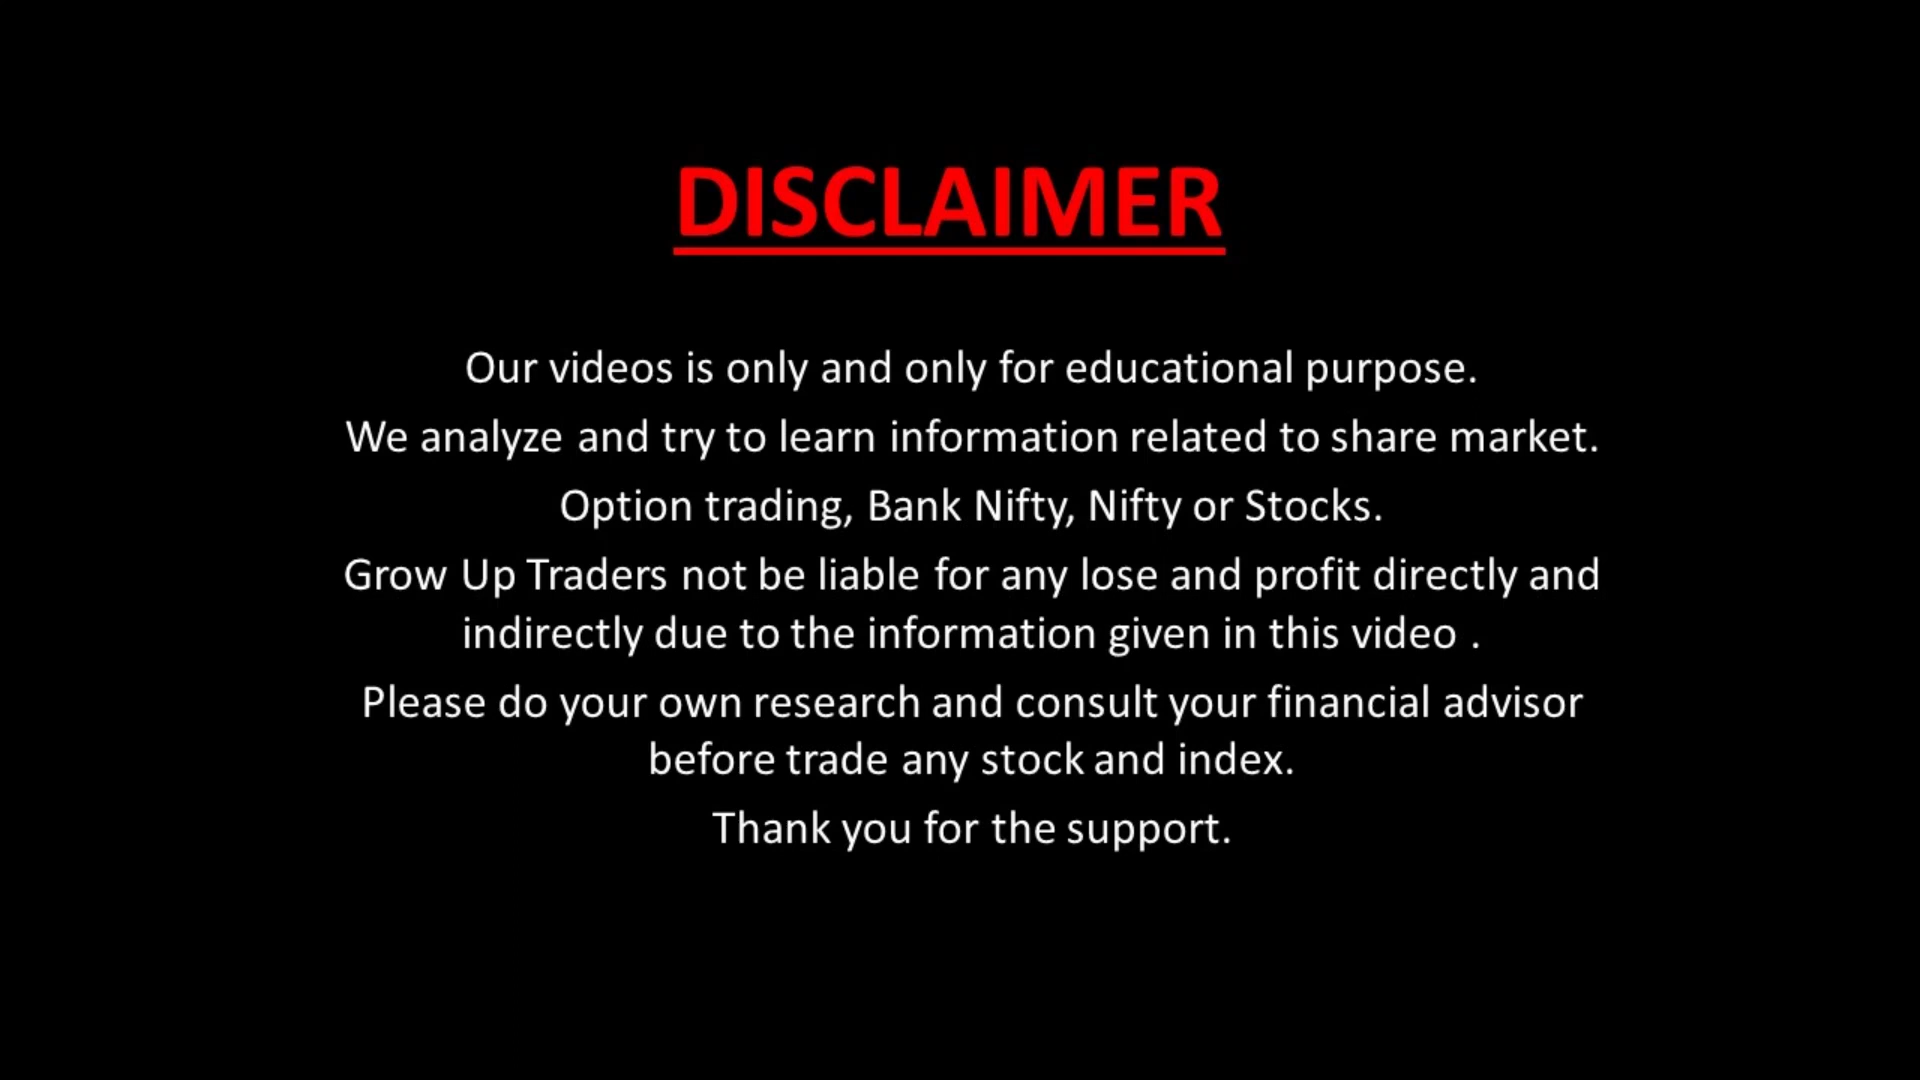 DISCLAIMER
Our videos is only and only for educational purpose.
We analyze and try to learn information related to share market.
Option trading, Bank Nifty, Nifty or Stocks.
Grow Up Traders not be liable for any lose and profit directly and
indirectly due to the information given in this video .
Please do your own research and consult your financial advisor
before trade any stock and index.
Thank you for the support.